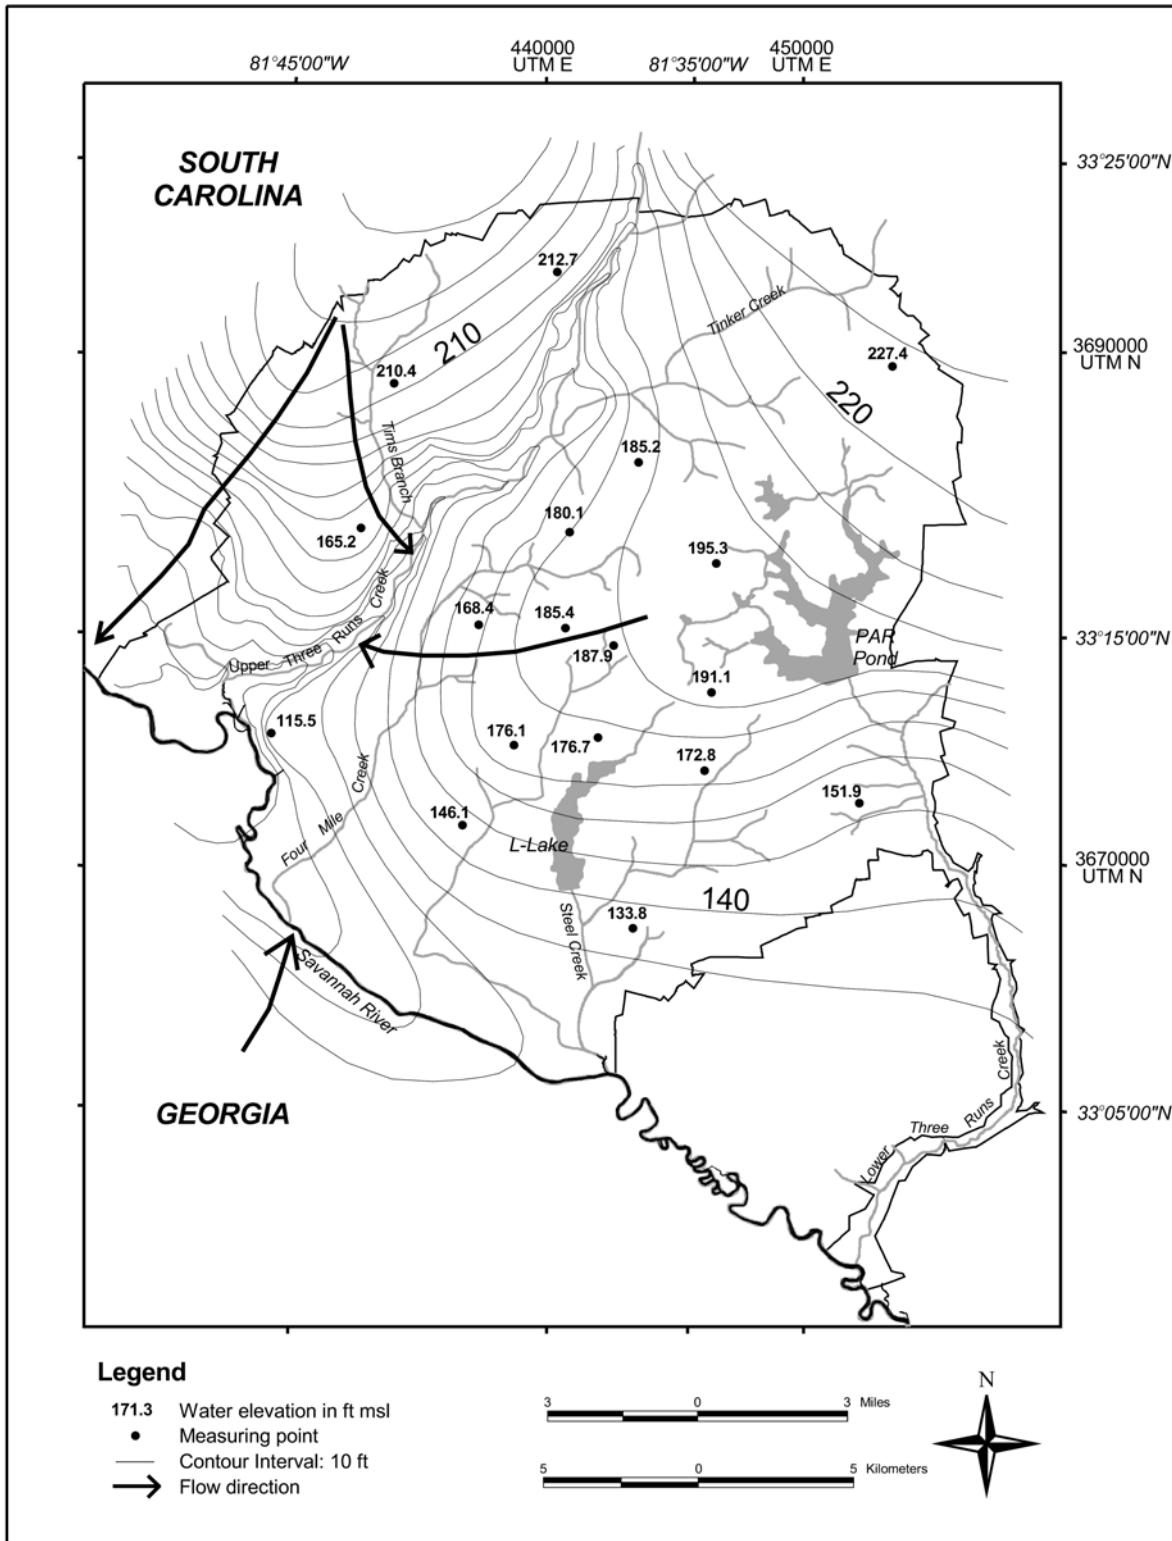 440000
UTM E
450000
UTM E
81°45'00"W
81°35'00"W
SOUTH
CAROLINA
33°25'00"N
212.7
Tinker Creek
210
227.4
3690000
UTM N
210.4
220
Tims Branch
185.2
180.1
165.2
195.3
168.4
185.4
Upper Three Runs Creek
187.9
PAR
Pond
33°15'00"N
191.1
115.5
176.1
176.7
172.8
151.9
146.1
Four Mile Creek
L-Lake
3670000
UTM N
140
133.8
Steel Creek
Savannah River
GEORGIA
Lower Three Runs Creek
33°05'00"N
Legend
171.3 Water elevation in ft msl
Measuring point
Contour Interval: 10 ft
Flow direction
3 0 3 Miles
5 0 5 Kilometers
N